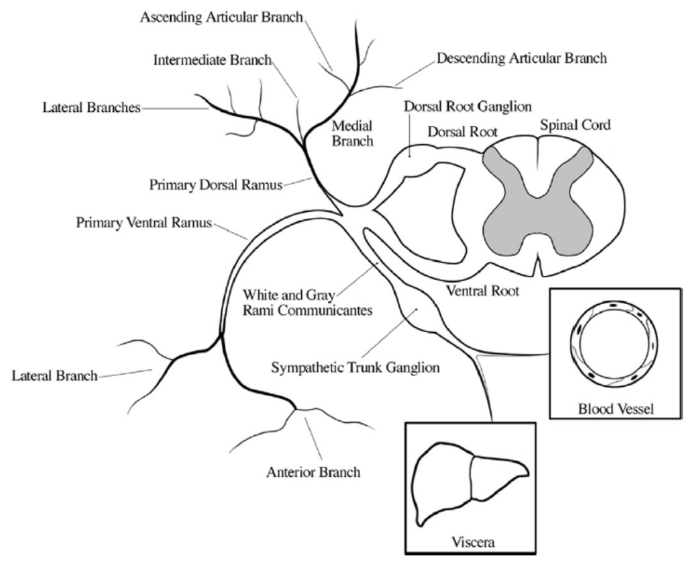 Ascending Articular Branch
Intermediate Branch
Descending Articular Branch
Lateral Branches
Dorsal Root Ganglion
Medial
Branch
Dorsal Root
Spinal Cord
Primary Dorsal Ramus
Primary Ventral Ramus
White and Gray
Rami Communicantes
Ventral Root
Sympathetic Trunk Ganglion
Lateral Branch
Blood Vessel
Anterior Branch
Viscera